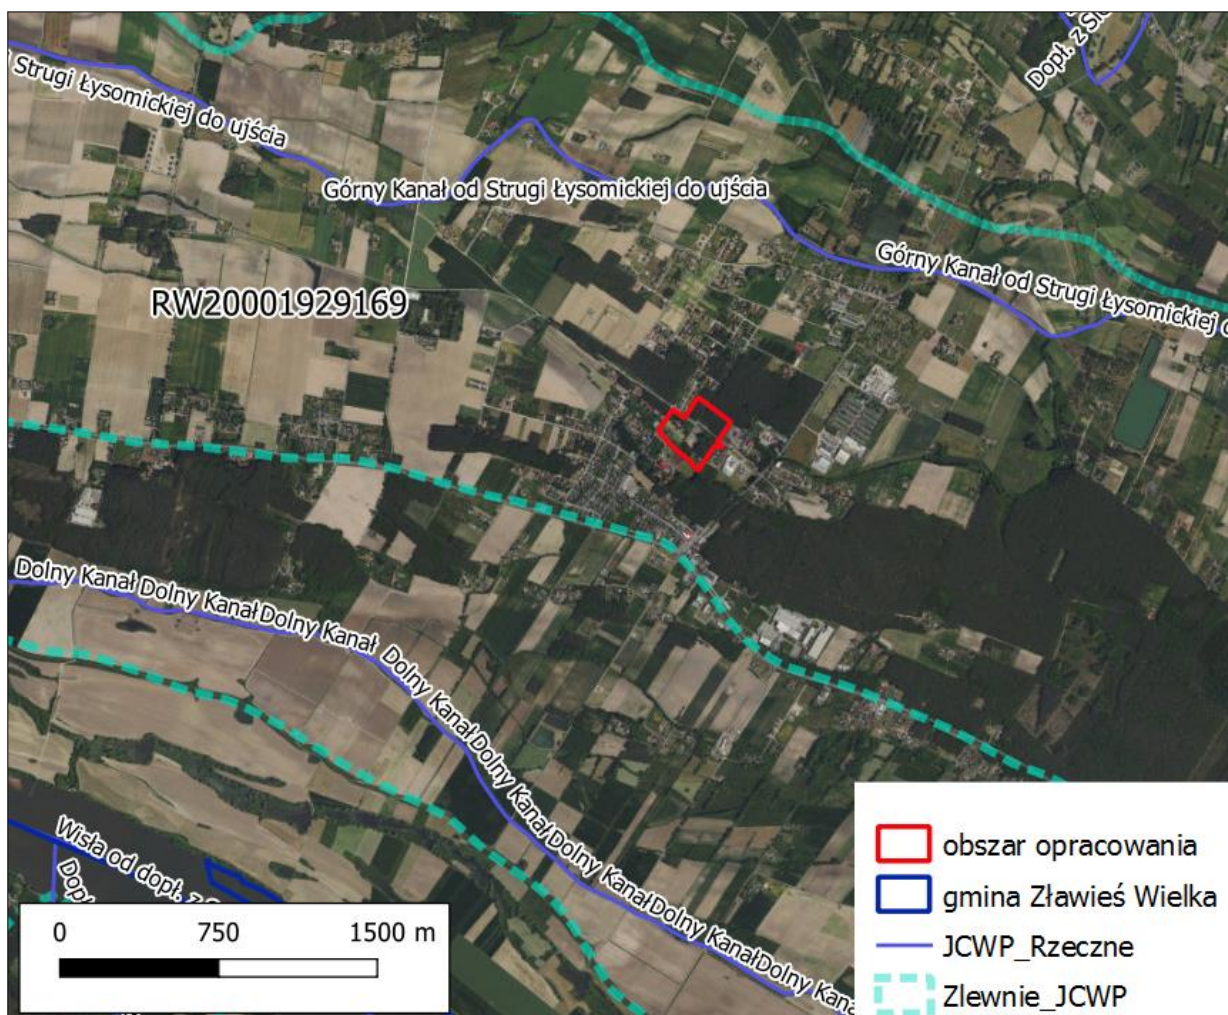 Dopł. z Sło
Strugi Łysomickiej do ujścia
Górny Kanał od Strugi Łysomickiej do ujścia
Górny Kanał od Strugi Łysomickiej d
RW20001929169
Dolny Kanał Dolny Kanał Dolny Kanał Dolny Kanał Dolny Kanał Dolny Kanał Dolny Kanał Dolny Kana
Wisła od dopł. z S
Dopł
0 750 1500 m
obszar opracowania
gmina Zławieś Wielka
JCWP_Rzeczne
Zlewnie_JCWP